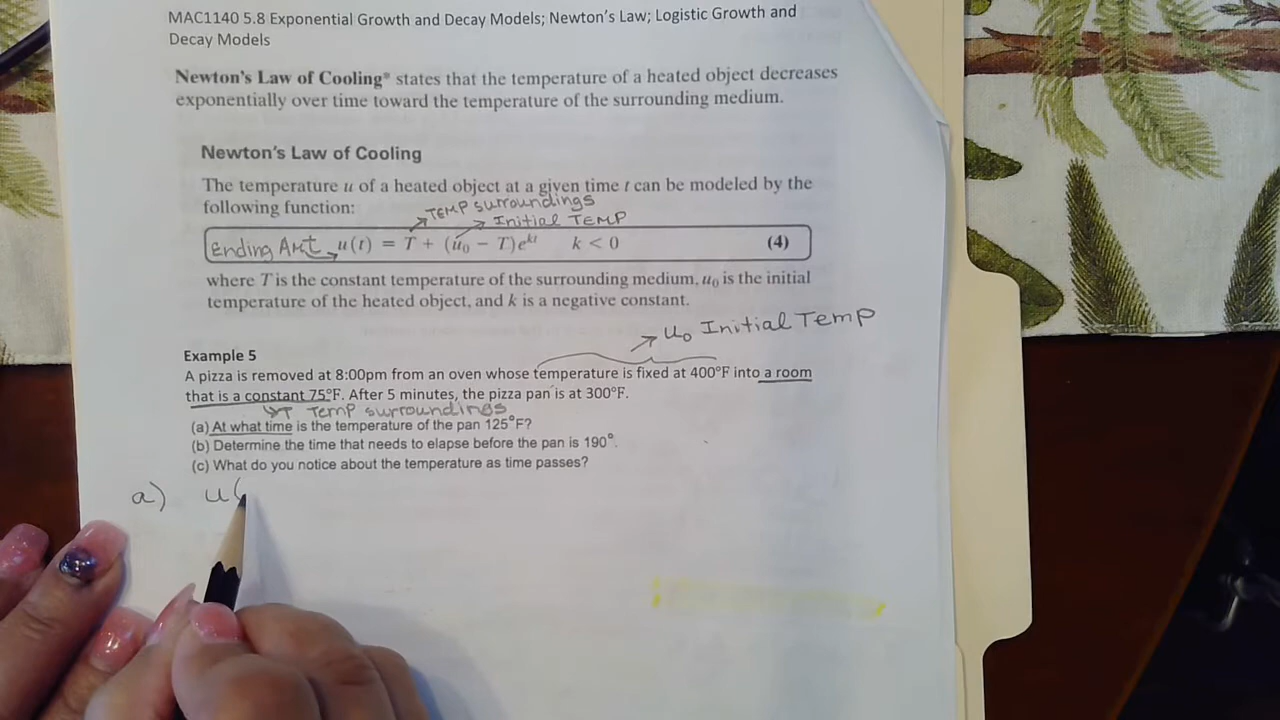 MAC1140 5.8 Exponential Growth and Decay Models; Newton's Law; Logistic Growth and
Decay Models
Newton's Law of Cooling* states that the temperature of a heated object decreases
exponentially over time toward the temperature of the surrounding medium.
Newton's Law of Cooling
The temperature u of a heated object at a given time t can be modeled by the
following function:
TEMP surroundings
Initial TEMP
Ending Amt u(t) = T + (u₀ − T)eᵏᵗ k < 0 (4)
where T is the constant temperature of the surrounding medium, u₀ is the initial
temperature of the heated object, and k is a negative constant.
u₀ Initial Temp
Example 5
A pizza is removed at 8:00pm from an oven whose temperature is fixed at 400°F into a room
that is a constant 75°F. After 5 minutes, the pizza pan is at 300°F.
T Temp surroundings
(a) At what time is the temperature of the pan 125°F?
(b) Determine the time that needs to elapse before the pan is 190°.
(c) What do you notice about the temperature as time passes?
a) u(